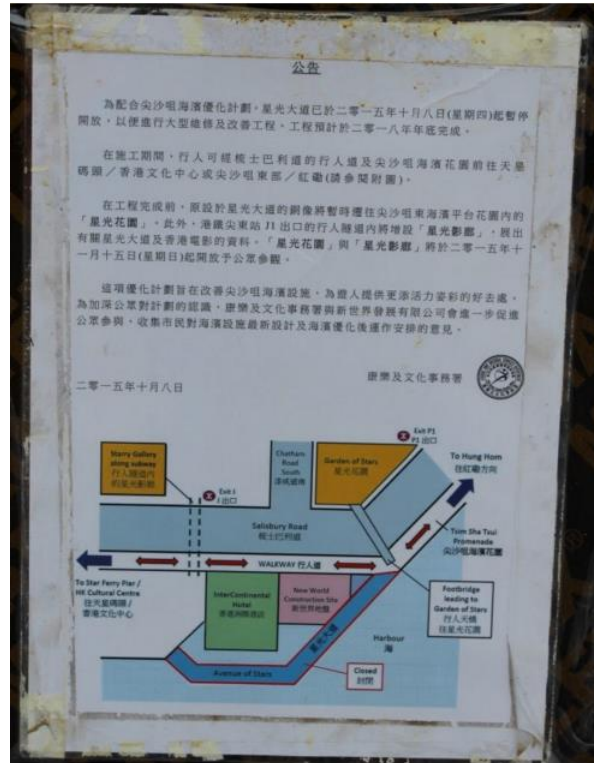 公告
為配合尖沙咀海濱優化計劃，星光大道已於二零一五年十月八日(星期四)起暫停
開放，以便進行大型維修及改善工程。工程預計於二零一八年年底完成。
在施工期間，行人可經梳士巴利道的行人道及尖沙咀海濱花園前往天星
碼頭／香港文化中心或尖沙咀東部／紅磡(請參閱附圖)。
在工程完成前，原設於星光大道的銅像將暫時遷往尖沙咀東海濱平台花園內的
「星光花園」。此外，港鐵尖東站 J1 出口的行人隧道內將增設「星光影廊」，展出
有關星光大道及香港電影的資料。「星光花園」與「星光影廊」將於二零一五年十
一月十五日(星期日)起開放予公眾參觀。
這項優化計劃旨在改善尖沙咀海濱設施，為遊人提供更添活力姿彩的好去處。
為加深公眾對計劃的認識，康樂及文化事務署與新世界發展有限公司會進一步促進
公眾參與，收集市民對海濱設施最新設計及海濱優化後運作安排的意見。
康樂及文化事務署
二零一五年十月八日
Exit P1
P1 出口
Starry Gallery
along subway
行人隧道內
的星光影廊
Chatham
Road
South
漆咸道南
Garden of Stars
星光花園
To Hung Hom
往紅磡方向
Exit J
J 出口
Salisbury Road
梳士巴利道
Tsim Sha Tsui
Promenade
尖沙咀海濱花園
WALKWAY 行人道
To Star Ferry Pier /
HK Cultural Centre
往天星碼頭 /
香港文化中心
InterContinental
Hotel
香港洲際酒店
New World
Construction Site
新世界地盤
Footbridge
leading to
Garden of Stars
行人天橋
往星光花園
星光大道
Harbour
海
Avenue of Stars
Closed
封閉